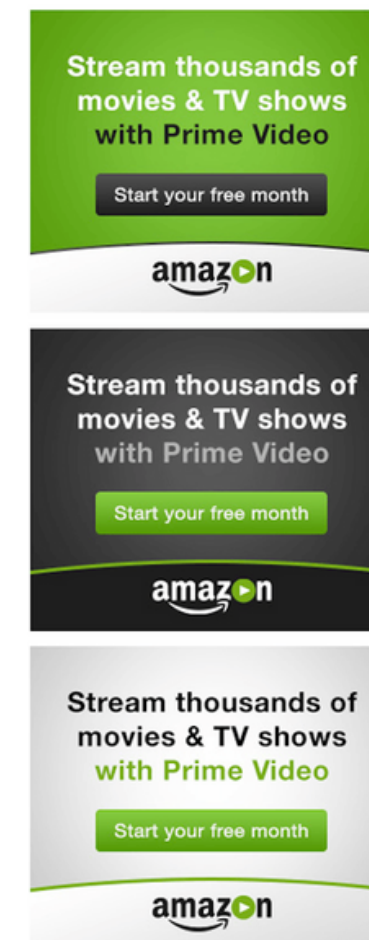 Stream thousands of
movies & TV shows
with Prime Video
Start your free month
amazon
Stream thousands of
movies & TV shows
with Prime Video
Start your free month
amazon
Stream thousands of
movies & TV shows
with Prime Video
Start your free month
amazon